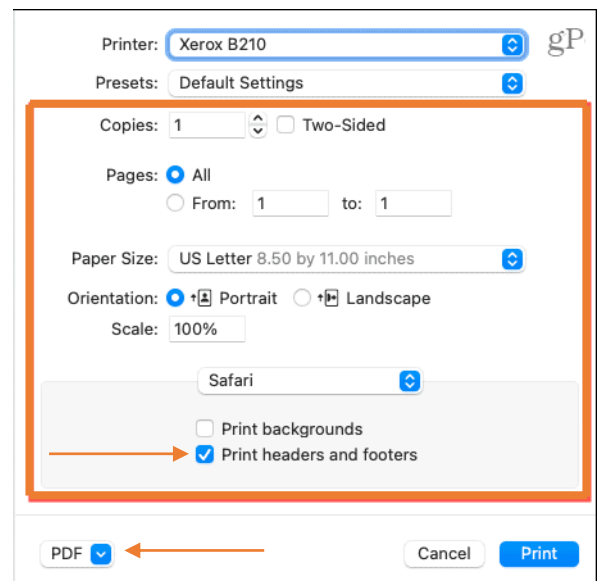 Printer: Xerox B210 gP
Presets: Default Settings
Copies: 1 Two-Sided
Pages: All
From: 1 to: 1
Paper Size: US Letter 8.50 by 11.00 inches
Orientation: Portrait Landscape
Scale: 100%
Safari
Print backgrounds
Print headers and footers
PDF Cancel Print